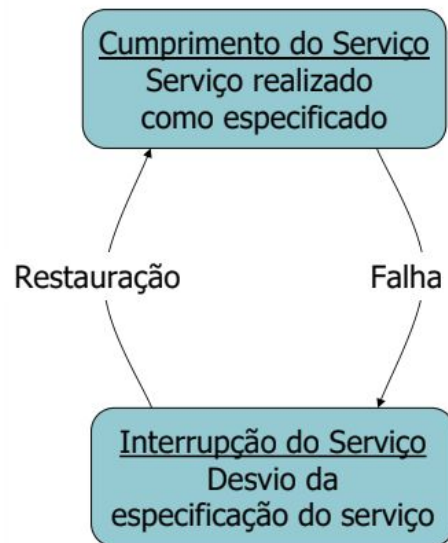 Cumprimento do Serviço
Serviço realizado
como especificado
Restauração
Falha
Interrupção do Serviço
Desvio da
especificação do serviço